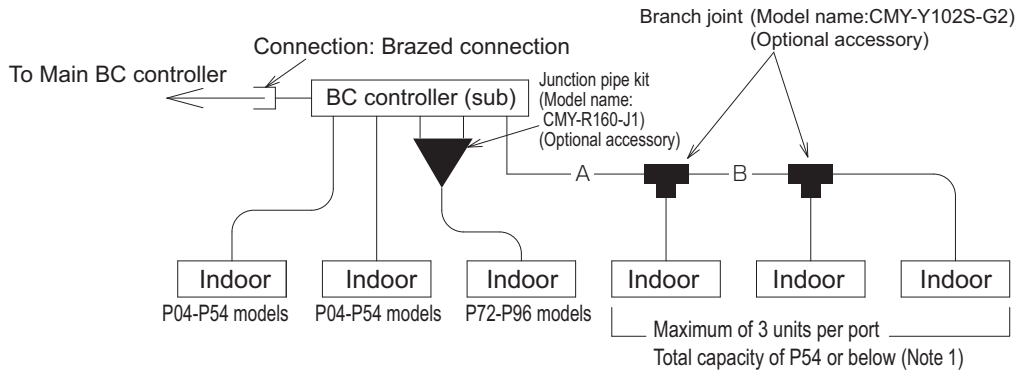 Branch joint (Model name:CMY-Y102S-G2)
(Optional accessory)
Connection: Brazed connection
To Main BC controller
BC controller (sub)
Junction pipe kit
(Model name:
CMY-R160-J1)
(Optional accessory)
A
B
Indoor
Indoor
Indoor
Indoor
Indoor
Indoor
P04-P54 models
P04-P54 models
P72-P96 models
Maximum of 3 units per port
Total capacity of P54 or below (Note 1)